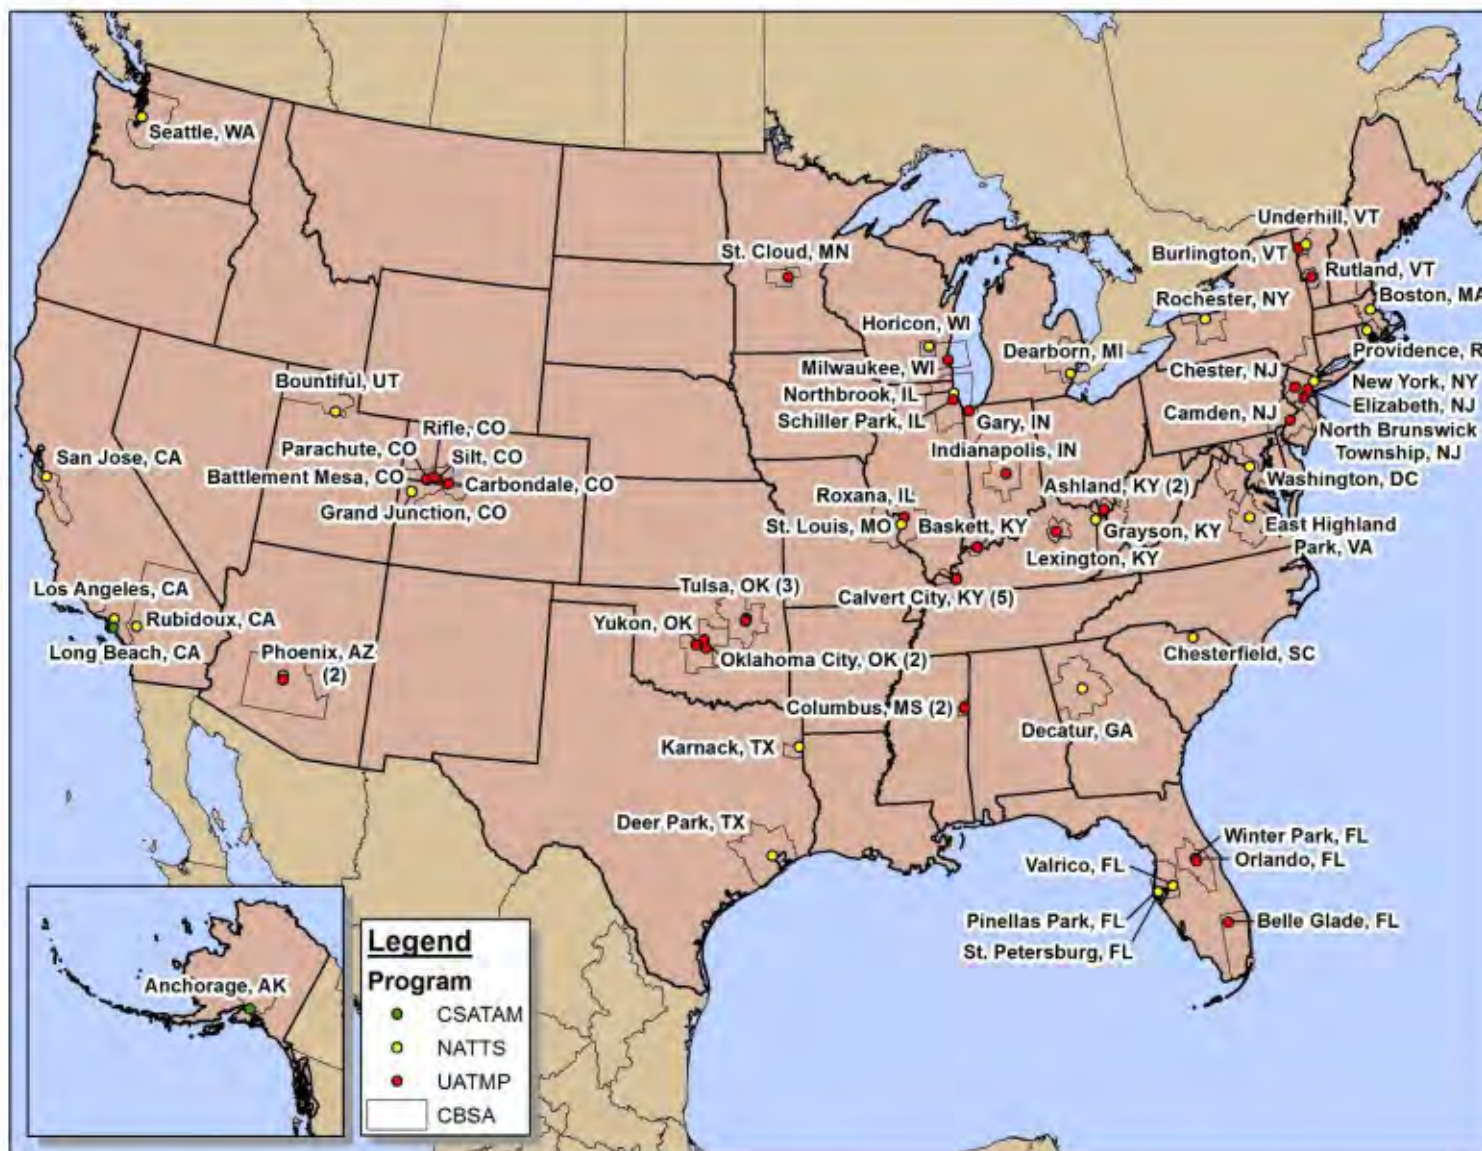 Seattle, WA
Underhill, VT
Burlington, VT
Rutland, VT
St. Cloud, MN
Boston, MA
Rochester, NY
Horicon, WI
Providence, R
Milwaukee, WI
Dearborn, MI
Chester, NJ
New York, NY
Bountiful, UT
Northbrook, IL
Elizabeth, NJ
Schiller Park, IL
Gary, IN
Camden, NJ
North Brunswick
Township, NJ
Rifle, CO
Parachute, CO
Silt, CO
San Jose, CA
Battlement Mesa, CO
Carbondale, CO
Grand Junction, CO
Indianapolis, IN
Washington, DC
Ashland, KY (2)
Roxana, IL
St. Louis, MO
Baskett, KY
Grayson, KY
East Highland
Park, VA
Lexington, KY
Los Angeles, CA
Tulsa, OK (3)
Calvert City, KY (5)
Rubidoux, CA
Yukon, OK
Long Beach, CA
Phoenix, AZ
(2)
Oklahoma City, OK (2)
Chesterfield, SC
Columbus, MS (2)
Decatur, GA
Karnack, TX
Deer Park, TX
Winter Park, FL
Orlando, FL
Valrico, FL
Pinellas Park, FL
Belle Glade, FL
St. Petersburg, FL
Anchorage, AK
Legend
Program
CSATAM
NATTS
UATMP
CBSA